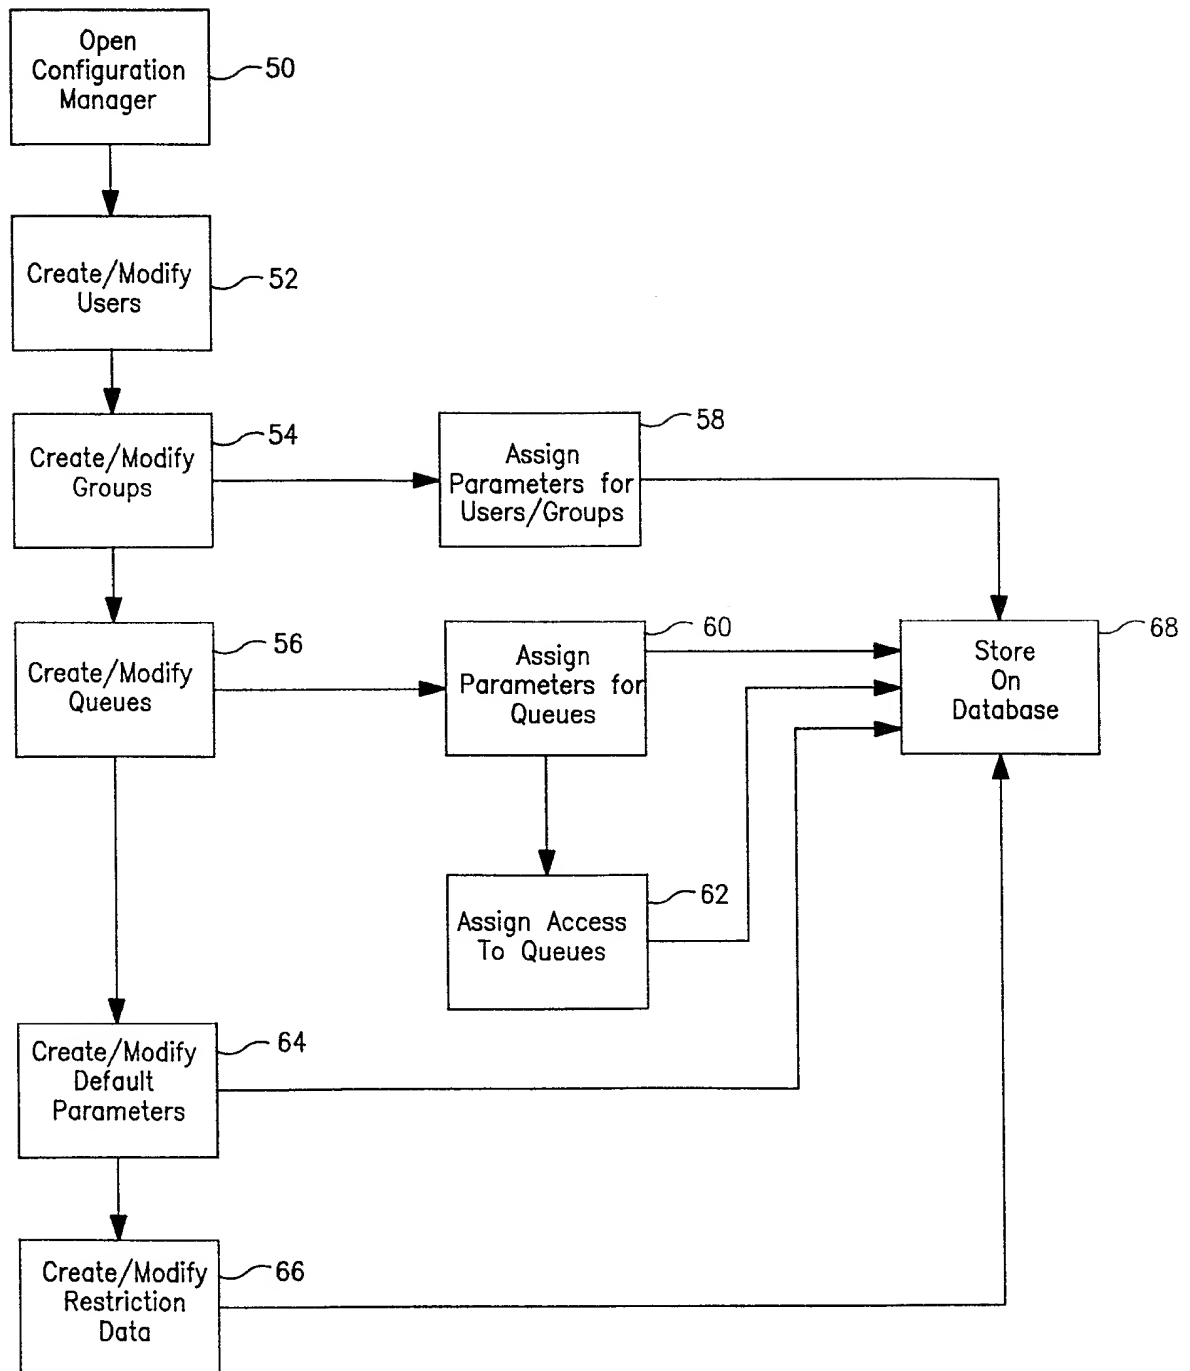 Open
Configuration
Manager
50
Create/Modify
Users
52
Create/Modify
Groups
54
Assign
Parameters for
Users/Groups
58
Create/Modify
Queues
56
Assign
Parameters for
Queues
60
Store
On
Database
68
Assign Access
To Queues
62
Create/Modify
Default
Parameters
64
Create/Modify
Restriction
Data
66